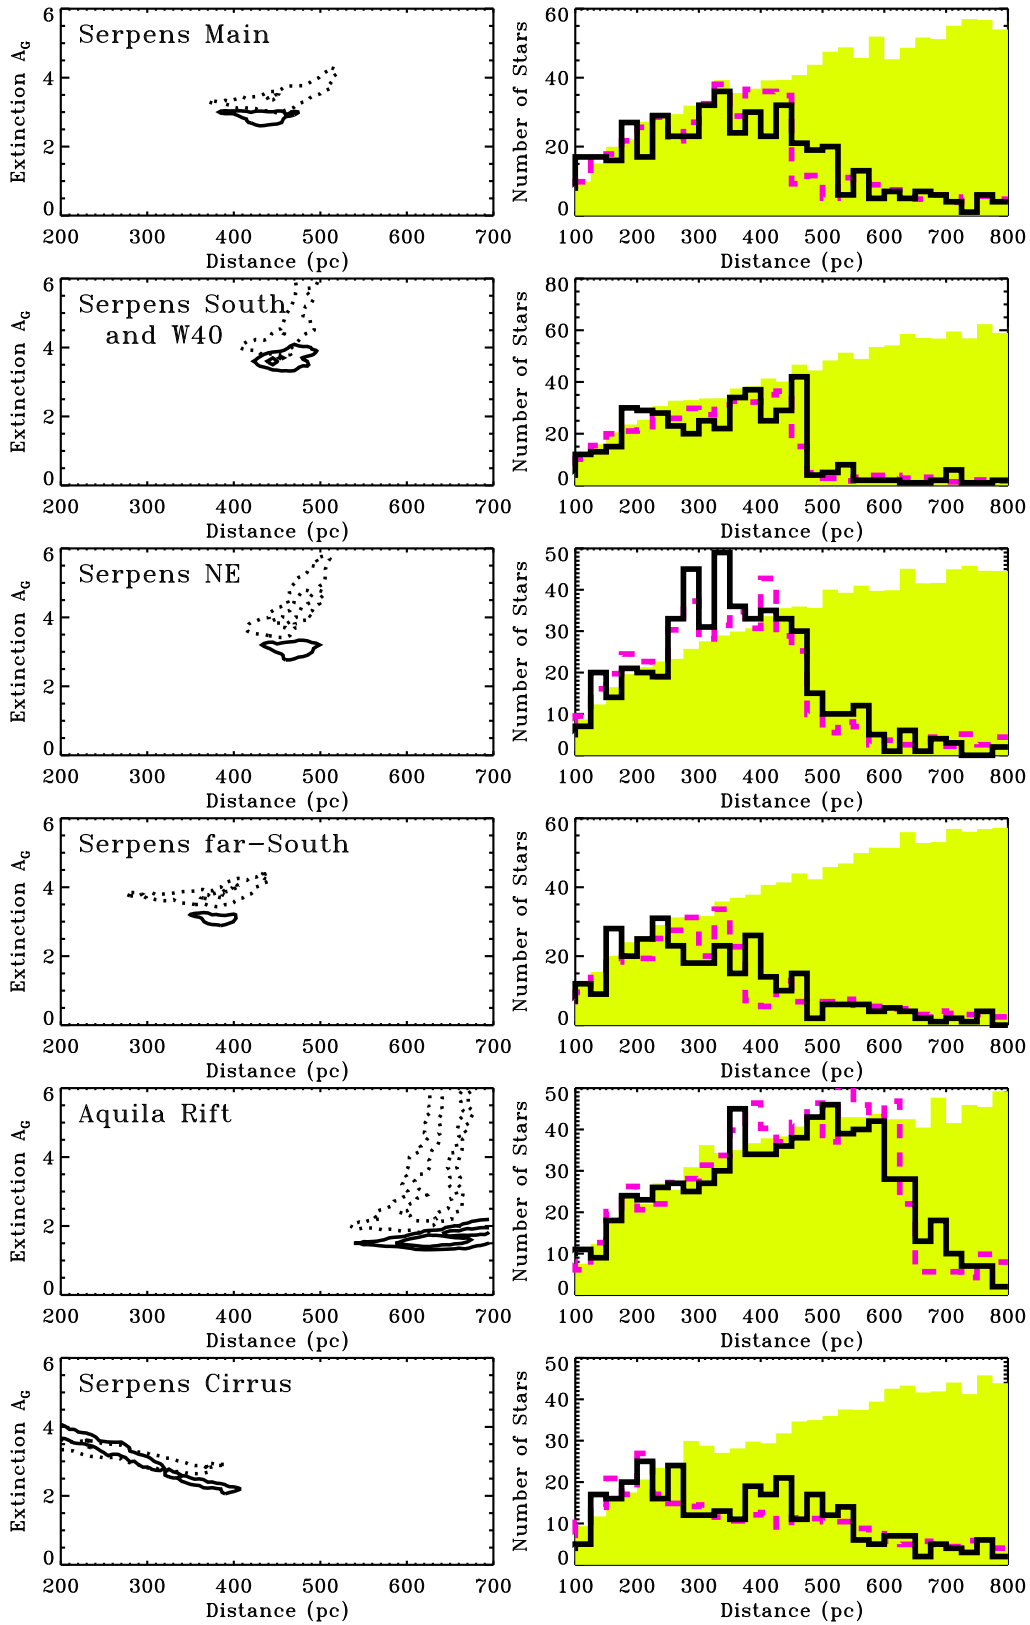 Serpens Main
Extinction A_G
6
4
2
0
200 300 400 500 600 700
Distance (pc)
Number of Stars
60
40
20
0
100 200 300 400 500 600 700 800
Distance (pc)
Serpens South
and W40
Extinction A_G
6
4
2
0
200 300 400 500 600 700
Distance (pc)
Number of Stars
80
60
40
20
0
100 200 300 400 500 600 700 800
Distance (pc)
Serpens NE
Extinction A_G
6
4
2
0
200 300 400 500 600 700
Distance (pc)
Number of Stars
50
40
30
20
10
0
100 200 300 400 500 600 700 800
Distance (pc)
Serpens far-South
Extinction A_G
6
4
2
0
200 300 400 500 600 700
Distance (pc)
Number of Stars
60
40
20
0
100 200 300 400 500 600 700 800
Distance (pc)
Aquila Rift
Extinction A_G
6
4
2
0
200 300 400 500 600 700
Distance (pc)
Number of Stars
50
40
30
20
10
0
100 200 300 400 500 600 700 800
Distance (pc)
Serpens Cirrus
Extinction A_G
6
4
2
0
200 300 400 500 600 700
Distance (pc)
Number of Stars
50
40
30
20
10
0
100 200 300 400 500 600 700 800
Distance (pc)